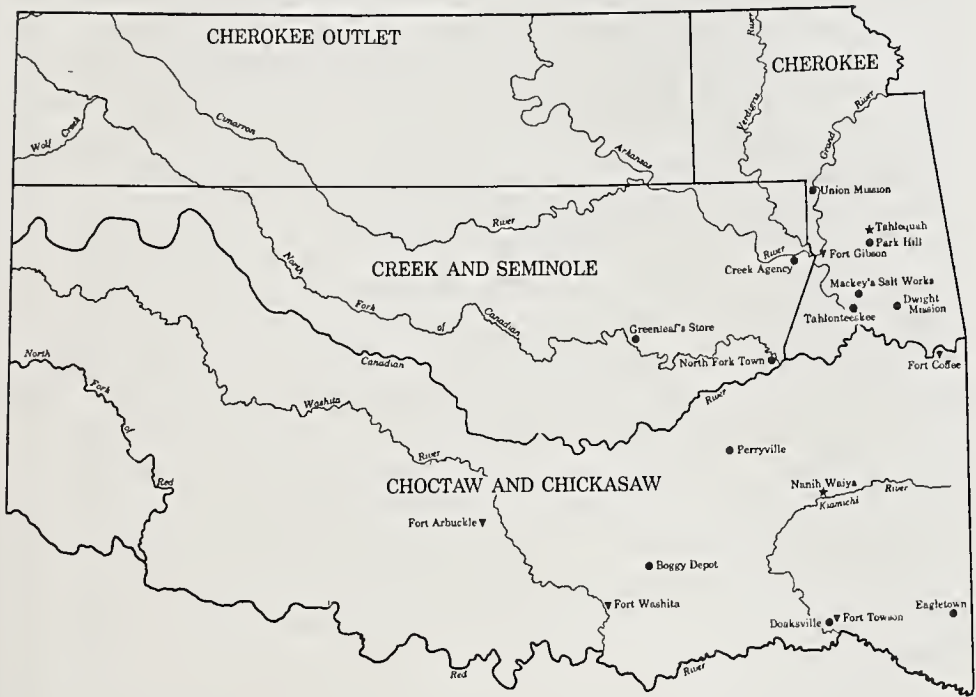 CHEROKEE OUTLET
CHEROKEE
River
Verdigris
Grand River
Wolf Creek
Cimarron
Arkansas
Union Mission
River
Tahlequah
Park Hill
North
CREEK AND SEMINOLE
River
Creek Agency
Fort Gibson
Mackey's Salt Works
Fork
of
Canadian
Dwight
Mission
Tahlonteeskee
Greenleaf's Store
North
Canadian
North Fork Town
Fort Coffee
Fork
of
Washita
River
Perryville
River
Red
CHOCTAW AND CHICKASAW
Nanih Waiya
Kiamichi
River
Fort Arbuckle
Boggy Depot
Fort Washita
Eagletown
Doaksville
Fort Towson
Red
River